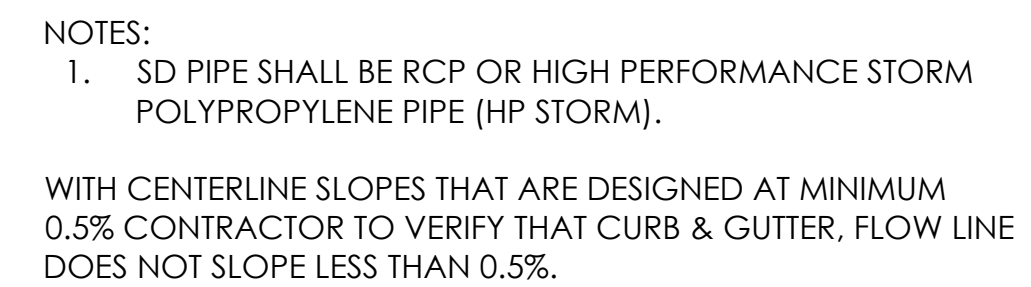 NOTES:
1. SD PIPE SHALL BE RCP OR HIGH PERFORMANCE STORM
POLYPROPYLENE PIPE (HP STORM).
WITH CENTERLINE SLOPES THAT ARE DESIGNED AT MINIMUM
0.5% CONTRACTOR TO VERIFY THAT CURB & GUTTER, FLOW LINE
DOES NOT SLOPE LESS THAN 0.5%.